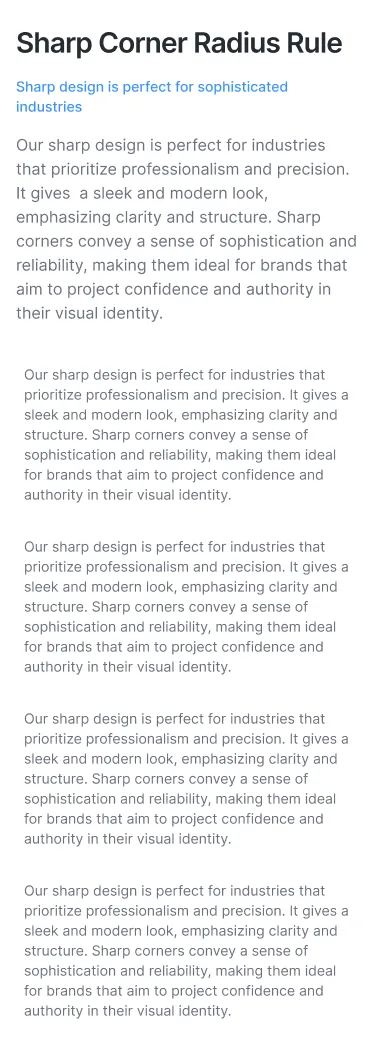 Sharp Corner Radius Rule
Sharp design is perfect for sophisticated
industries
Our sharp design is perfect for industries
that prioritize professionalism and precision.
It gives  a sleek and modern look,
emphasizing clarity and structure. Sharp
corners convey a sense of sophistication and
reliability, making them ideal for brands that
aim to project confidence and authority in
their visual identity.
Our sharp design is perfect for industries that
prioritize professionalism and precision. It gives a
sleek and modern look, emphasizing clarity and
structure. Sharp corners convey a sense of
sophistication and reliability, making them ideal
for brands that aim to project confidence and
authority in their visual identity.
Our sharp design is perfect for industries that
prioritize professionalism and precision. It gives a
sleek and modern look, emphasizing clarity and
structure. Sharp corners convey a sense of
sophistication and reliability, making them ideal
for brands that aim to project confidence and
authority in their visual identity.
Our sharp design is perfect for industries that
prioritize professionalism and precision. It gives a
sleek and modern look, emphasizing clarity and
structure. Sharp corners convey a sense of
sophistication and reliability, making them ideal
for brands that aim to project confidence and
authority in their visual identity.
Our sharp design is perfect for industries that
prioritize professionalism and precision. It gives a
sleek and modern look, emphasizing clarity and
structure. Sharp corners convey a sense of
sophistication and reliability, making them ideal
for brands that aim to project confidence and
authority in their visual identity.